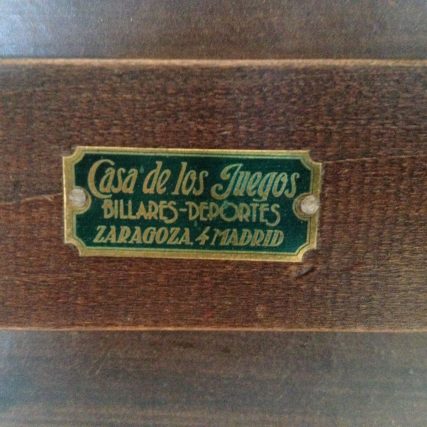 Casa de los Juegos
BILLARES-DEPORTES
ZARAGOZA, 4 MADRID